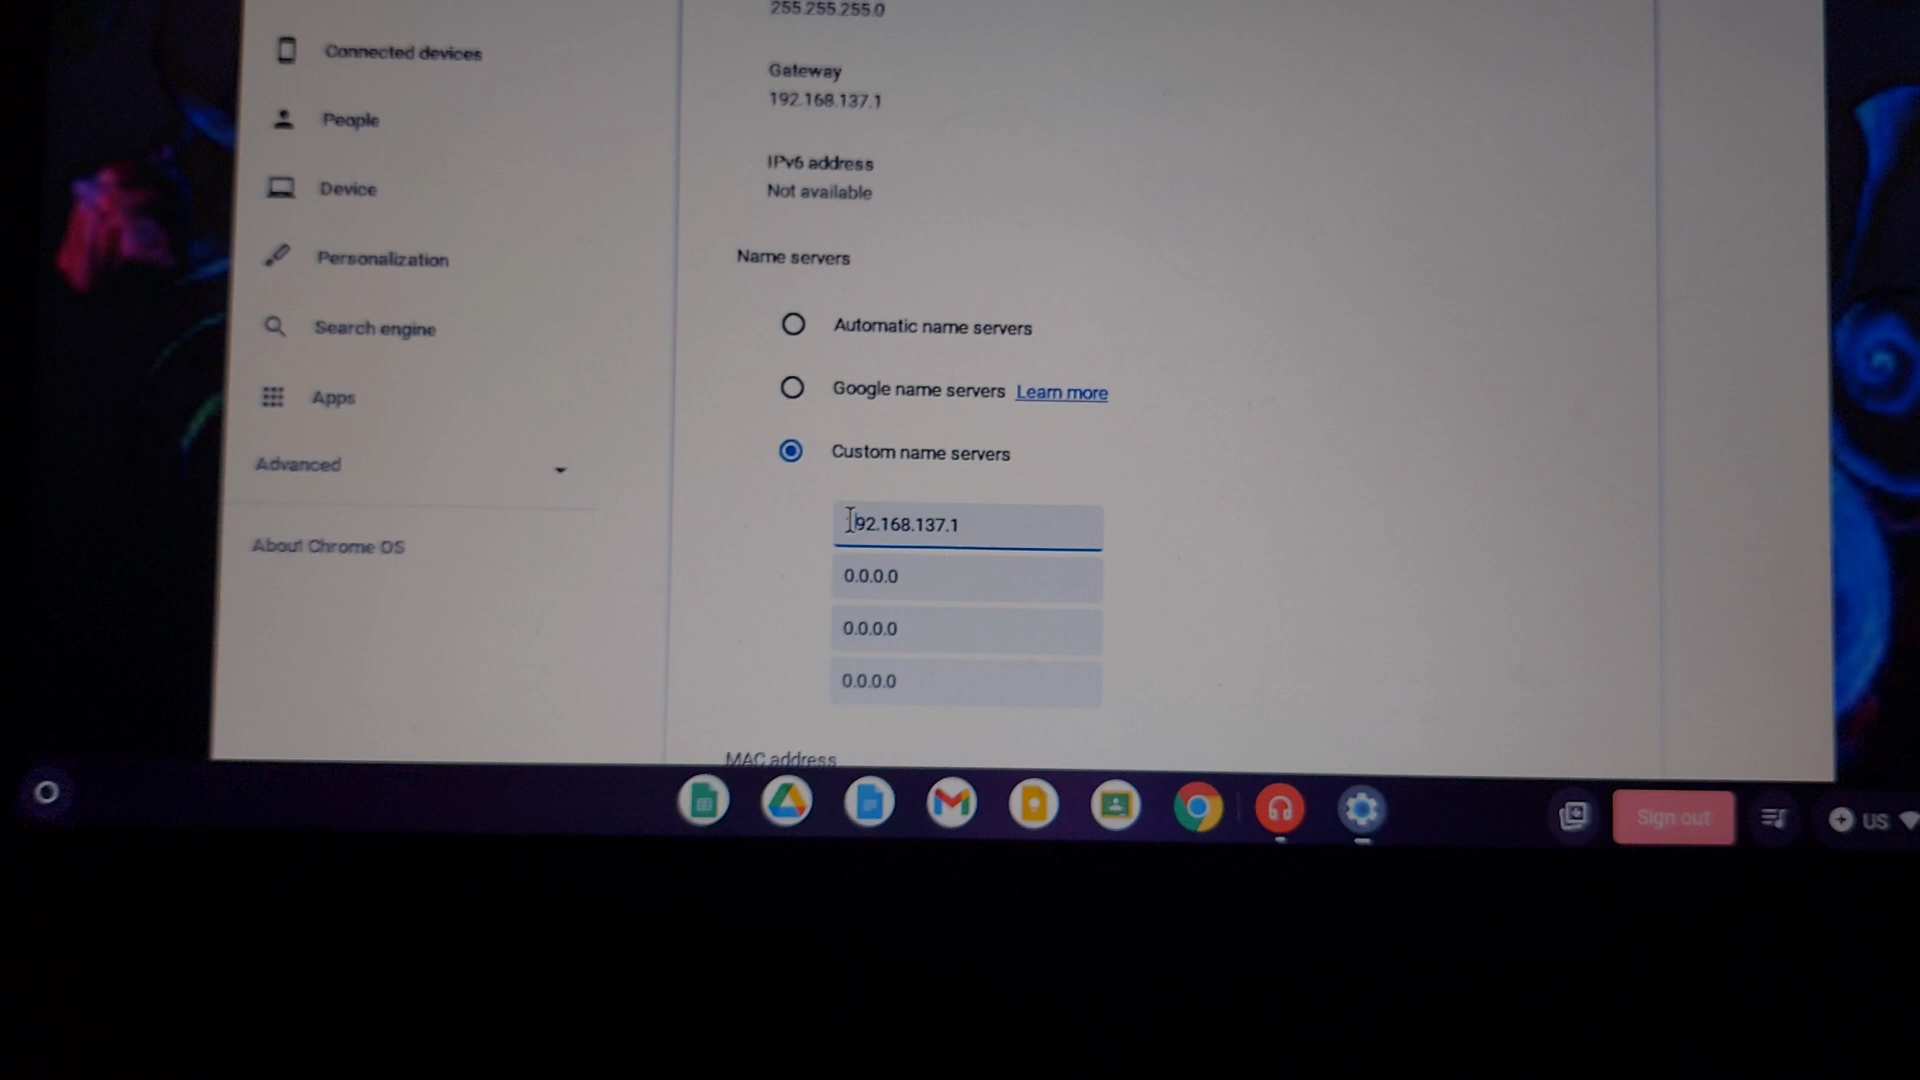 255.255.255.0
Connected devices
Gateway
192.168.137.1
People
IPv6 address
Not available
Device
Name servers
Personalization
Automatic name servers
Search engine
Google name servers Learn more
Apps
Custom name servers
Advanced
192.168.137.1
About Chrome OS
0.0.0.0
0.0.0.0
0.0.0.0
MAC address
Sign out
US